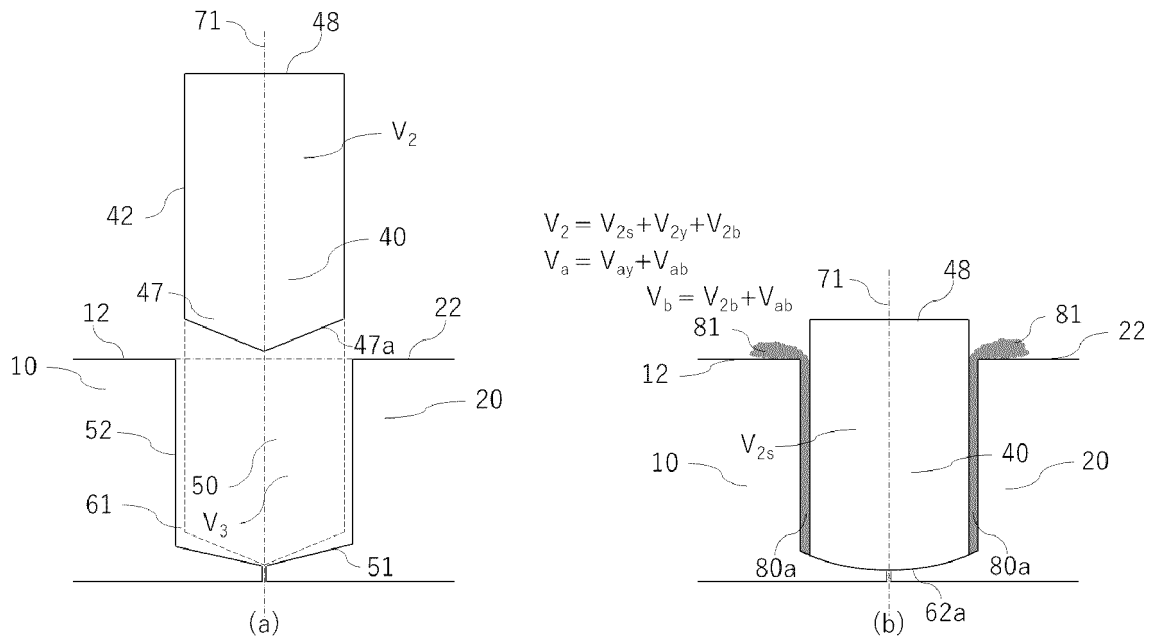 71
48
V₂
42
40
47
12
22
47a
10
20
52
50
61
V₃
51
(a)
V₂ = V₂ₛ+V₂y+V₂b
Vₐ = Vₐy+Vₐb
Vb = V₂b+Vₐb
71
48
81
81
22
12
V₂ₛ
10
40
20
80a
80a
62a
(b)